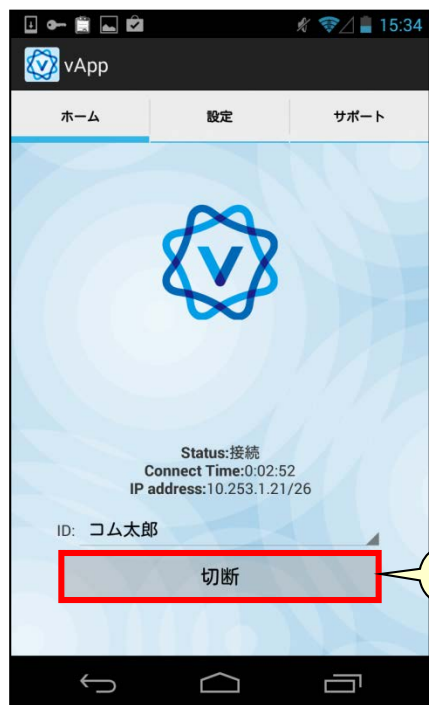 15:34
vApp
ホーム 設定 サポート
Status:接続
Connect Time:0:02:52
IP address:10.253.1.21/26
ID: コム太郎
切断